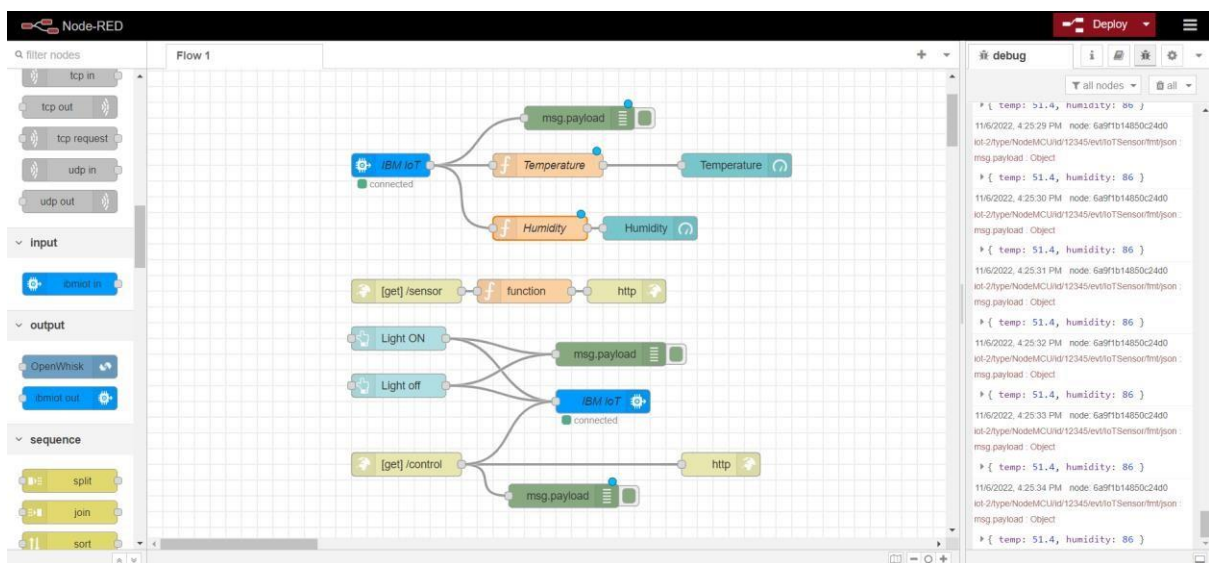 Node-RED
Deploy
filter nodes
tcp in
tcp out
tcp request
udp in
udp out
input
ibmiot in
output
OpenWhisk
ibmiot out
sequence
split
join
sort
Flow 1
msg.payload
IBM IoT
connected
Temperature
Temperature
Humidity
Humidity
[get] /sensor
function
http
Light ON
msg.payload
Light off
IBM IoT
connected
[get] /control
http
msg.payload
debug
i
all nodes
all
{ temp: 51.4, humidity: 86 }
11/6/2022, 4:25:29 PM node: 6a9f1b14850c24d0
iot-2/type/NodeMCU/id/12345/evt/IoTSensor/fmt/json :
msg.payload : Object
{ temp: 51.4, humidity: 86 }
11/6/2022, 4:25:30 PM node: 6a9f1b14850c24d0
iot-2/type/NodeMCU/id/12345/evt/IoTSensor/fmt/json :
msg.payload : Object
{ temp: 51.4, humidity: 86 }
11/6/2022, 4:25:31 PM node: 6a9f1b14850c24d0
iot-2/type/NodeMCU/id/12345/evt/IoTSensor/fmt/json :
msg.payload : Object
{ temp: 51.4, humidity: 86 }
11/6/2022, 4:25:32 PM node: 6a9f1b14850c24d0
iot-2/type/NodeMCU/id/12345/evt/IoTSensor/fmt/json :
msg.payload : Object
{ temp: 51.4, humidity: 86 }
11/6/2022, 4:25:33 PM node: 6a9f1b14850c24d0
iot-2/type/NodeMCU/id/12345/evt/IoTSensor/fmt/json :
msg.payload : Object
{ temp: 51.4, humidity: 86 }
11/6/2022, 4:25:34 PM node: 6a9f1b14850c24d0
iot-2/type/NodeMCU/id/12345/evt/IoTSensor/fmt/json :
msg.payload : Object
{ temp: 51.4, humidity: 86 }